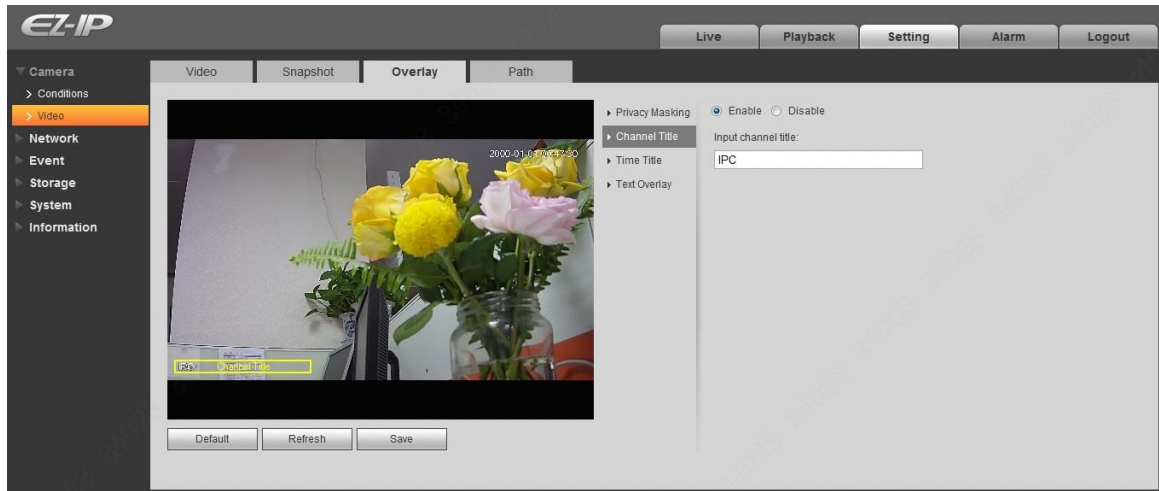 EZ-IP
Live Playback Setting Alarm Logout
Camera
Conditions
Video
Network
Event
Storage
System
Information
Video Snapshot Overlay Path
Channel Title
Default Refresh Save
Privacy Masking
Channel Title
Time Title
Text Overlay
Enable Disable
Input channel title:
IPC